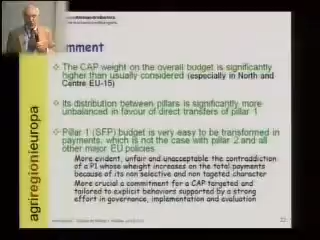 mment
The CAP weight on the overall budget is significantly
higher than usually considered (especially in North and
Centre EU-15)
Its distribution between pillars is significantly more
unbalanced in favour of direct transfers of pillar 1
Pillar 1 (SFP) budget is very easy to be transformed in
payments, which is not the case with pillar 2 and all
other major EU policies
More evident, unfair and unacceptable the contraddiction
of a P1 whose wheight increases on the total payments
because of its non selective and non tageted character
More crucial a commitment for a CAP targeted and
tailored to explicit behaviors supported by a strong
effort in governance, implementation and evaluation
agriregionieuropa